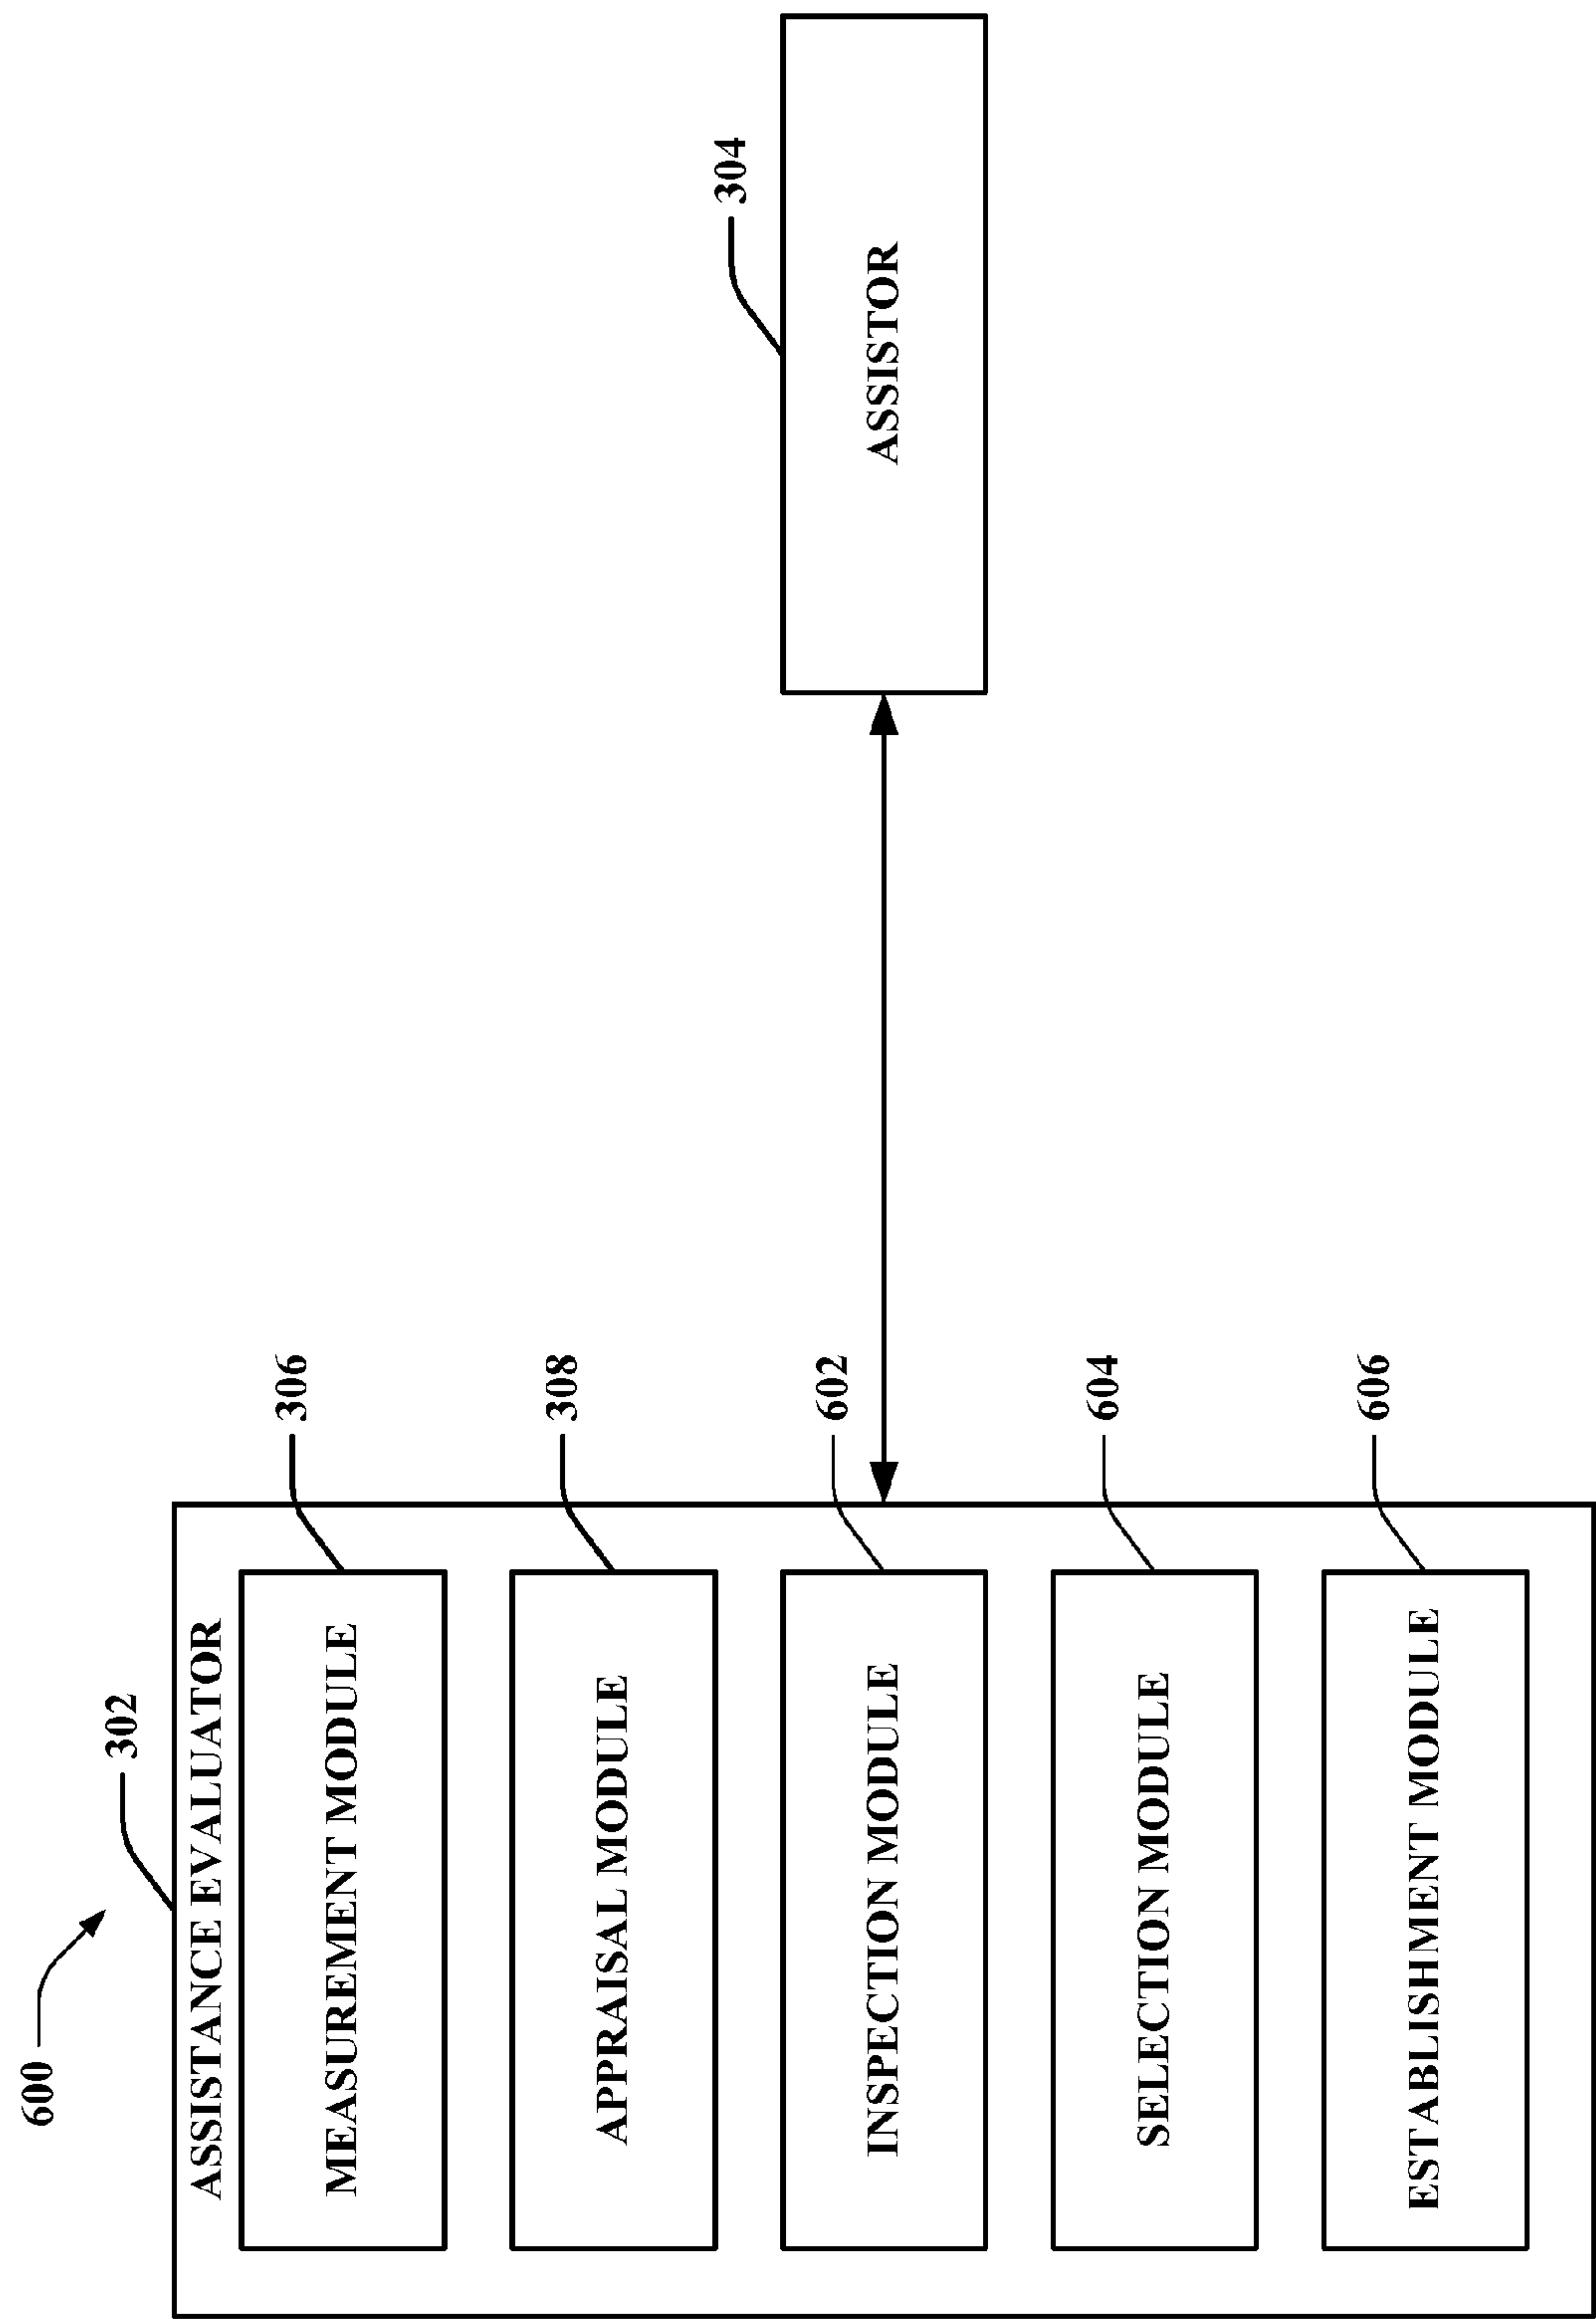 600
302
ASSISTANCE EVALUATOR
MEASUREMENT MODULE
306
APPRAISAL MODULE
308
304
INSPECTION MODULE
602
ASSISTOR
SELECTION MODULE
604
ESTABLISHMENT MODULE
606